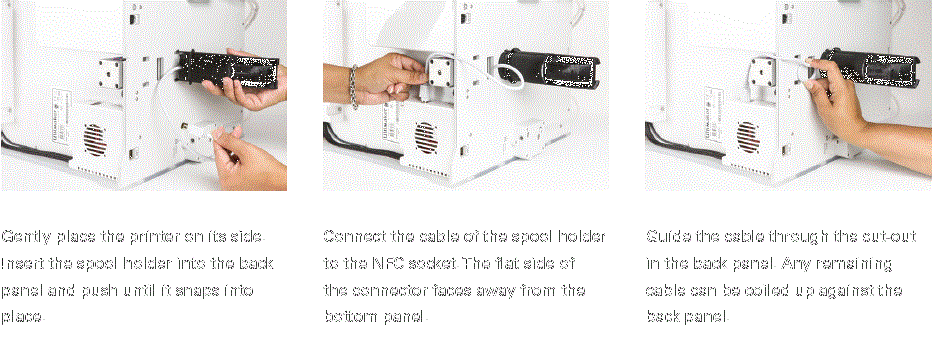 Gently place the printer on its side.
Insert the spool holder into the back
panel and push until it snaps into
place.
Connect the cable of the spool holder
to the NFC socket. The flat side of
the connector faces away from the
bottom panel.
Guide the cable through the cut-out
in the back panel. Any remaining
cable can be coiled up against the
back panel.